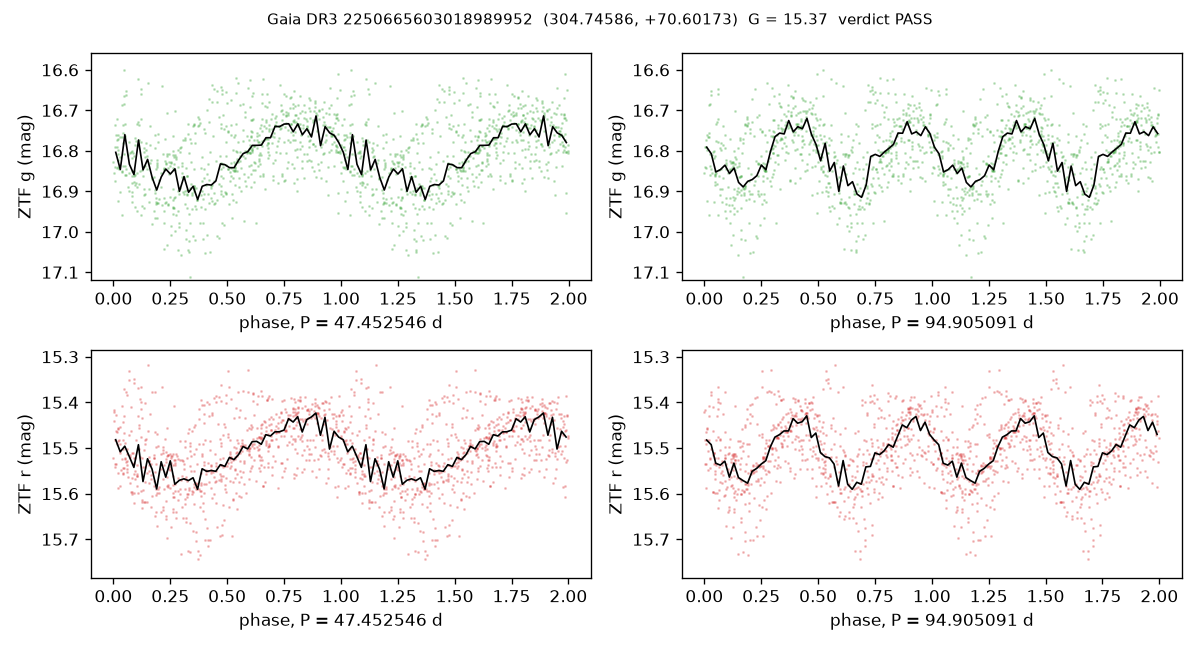 Gaia DR3 2250665603018989952 (304.74586, +70.60173) G = 15.37 verdict PASS
ZTF g (mag)
16.6
16.7
16.8
16.9
17.0
17.1
0.00 0.25 0.50 0.75 1.00 1.25 1.50 1.75 2.00
phase, P = 47.452546 d
ZTF g (mag)
16.6
16.7
16.8
16.9
17.0
17.1
0.00 0.25 0.50 0.75 1.00 1.25 1.50 1.75 2.00
phase, P = 94.905091 d
ZTF r (mag)
15.3
15.4
15.5
15.6
15.7
0.00 0.25 0.50 0.75 1.00 1.25 1.50 1.75 2.00
phase, P = 47.452546 d
ZTF r (mag)
15.3
15.4
15.5
15.6
15.7
0.00 0.25 0.50 0.75 1.00 1.25 1.50 1.75 2.00
phase, P = 94.905091 d